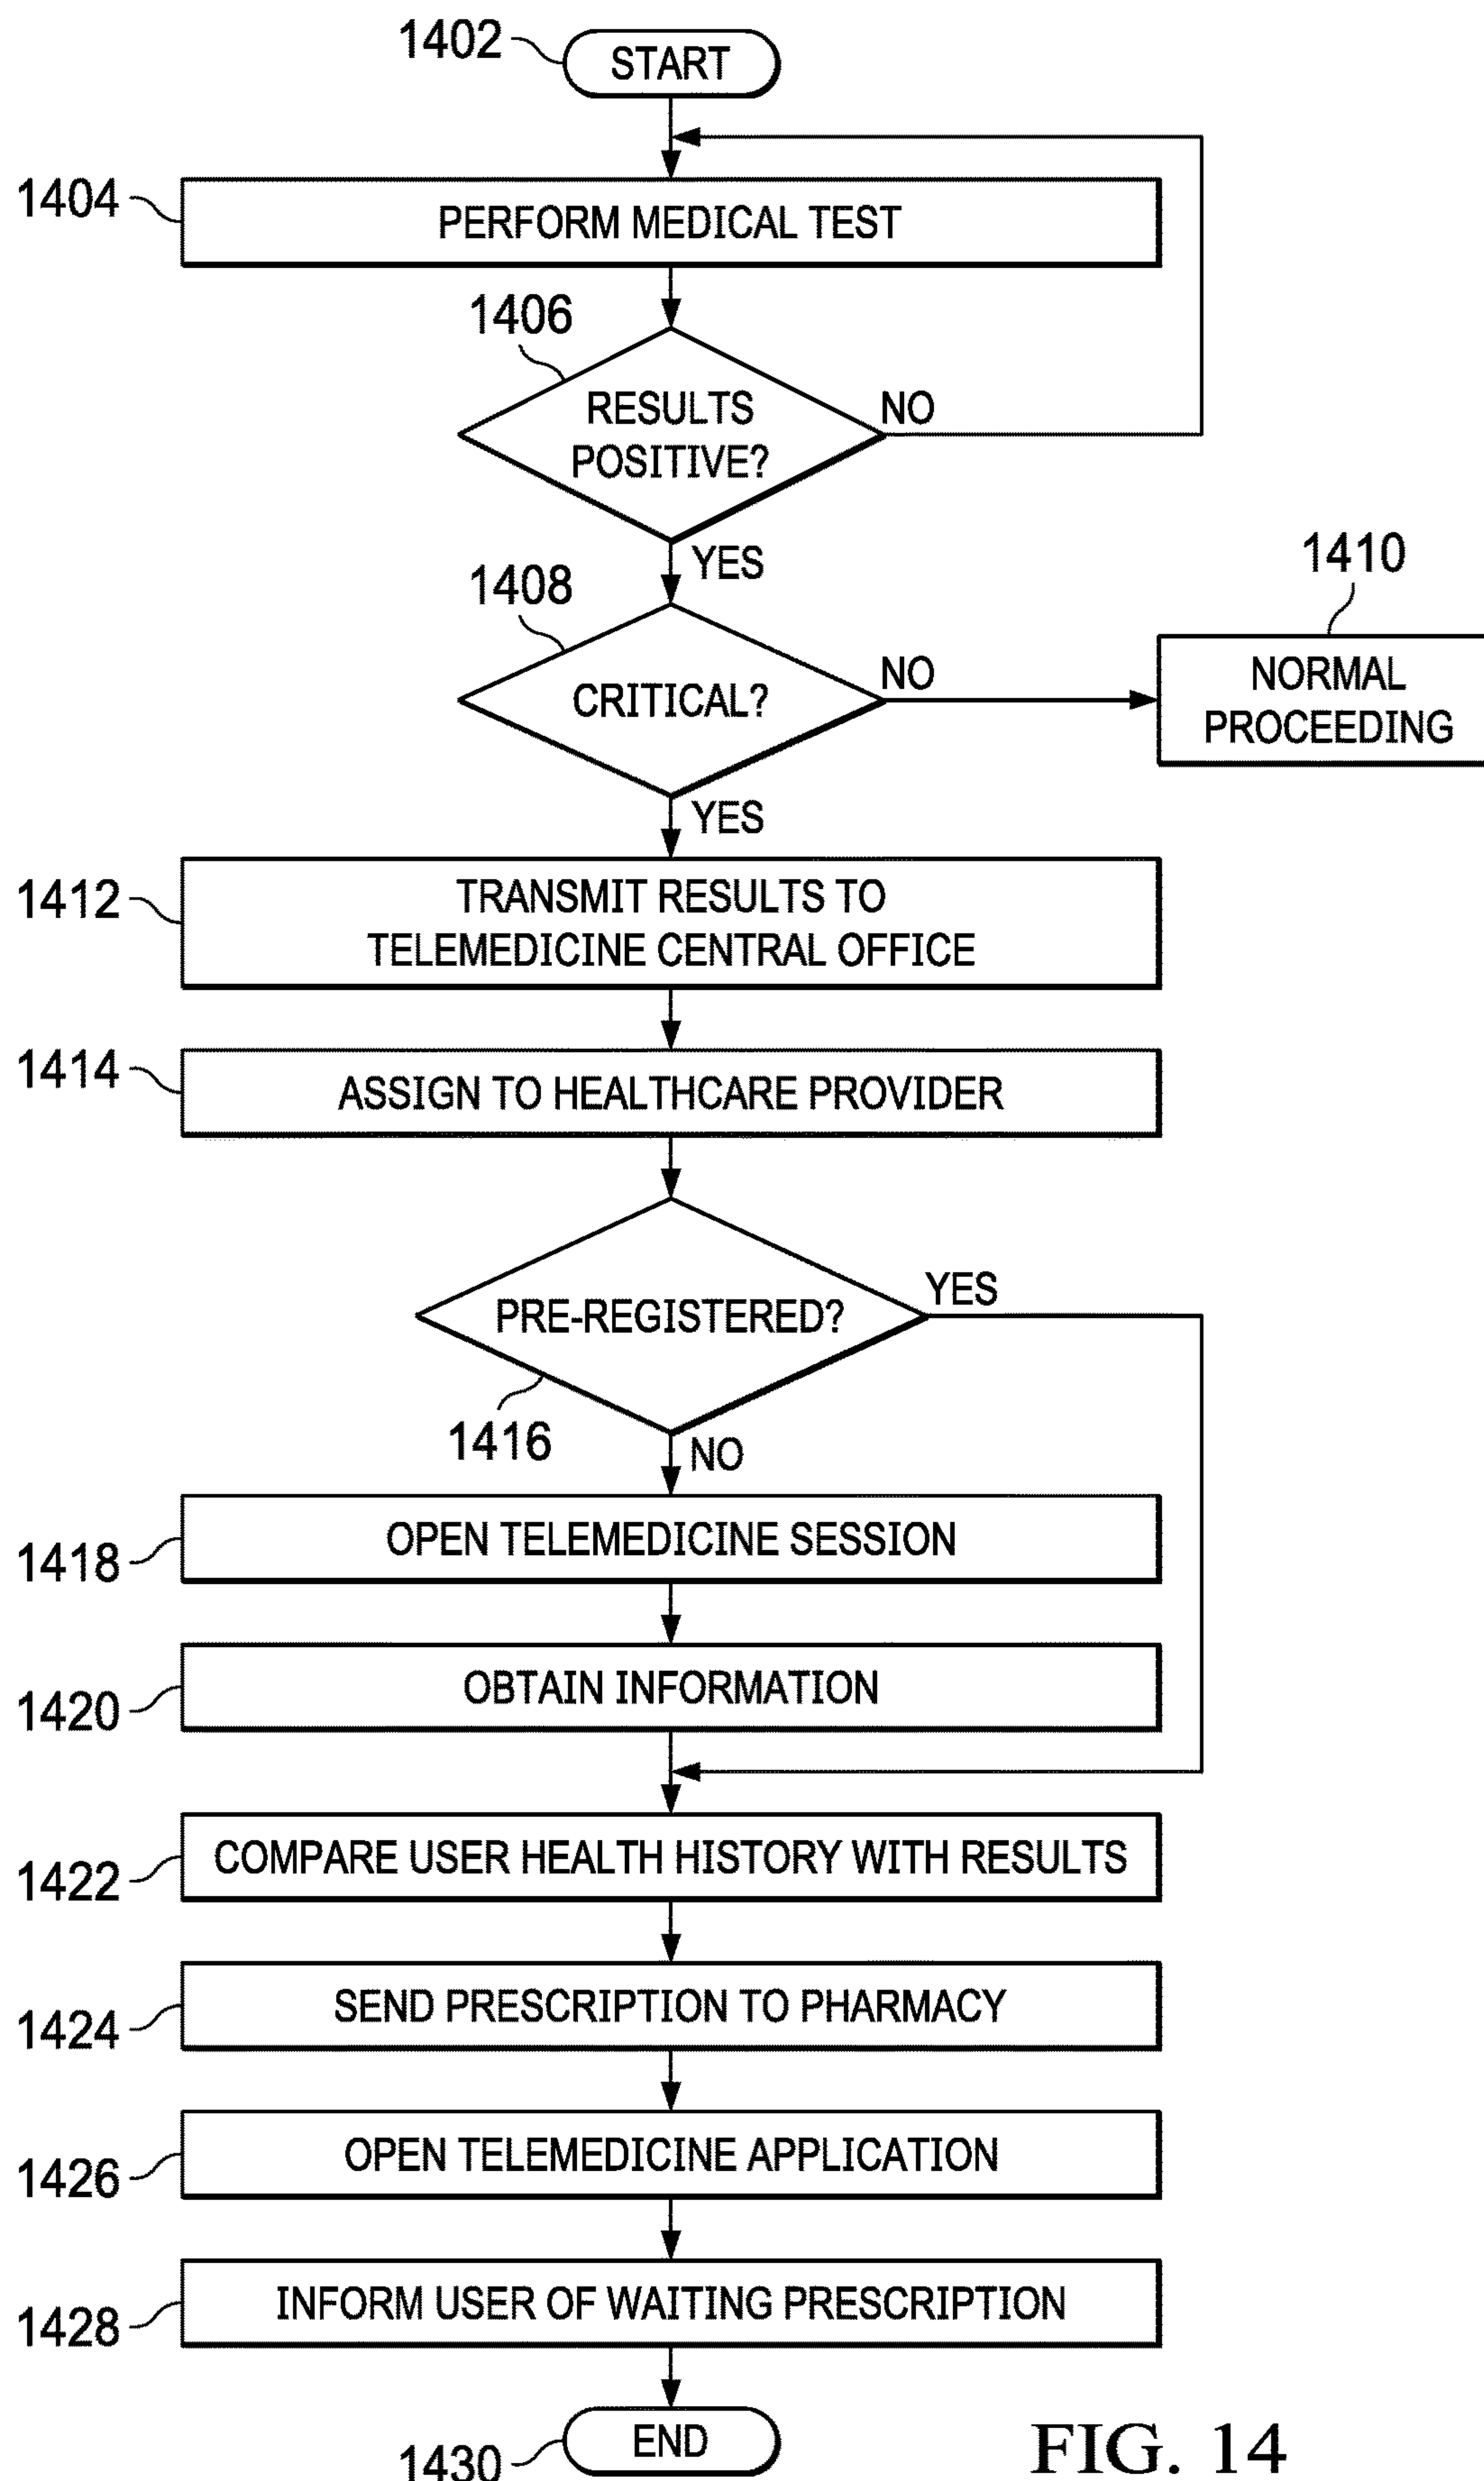 1402
START
1404
PERFORM MEDICAL TEST
1406
RESULTS
POSITIVE?
NO
YES
1408
CRITICAL?
NO
1410
NORMAL
PROCEEDING
YES
1412
TRANSMIT RESULTS TO
TELEMEDICINE CENTRAL OFFICE
1414
ASSIGN TO HEALTHCARE PROVIDER
PRE-REGISTERED?
YES
1416
NO
1418
OPEN TELEMEDICINE SESSION
1420
OBTAIN INFORMATION
1422
COMPARE USER HEALTH HISTORY WITH RESULTS
1424
SEND PRESCRIPTION TO PHARMACY
1426
OPEN TELEMEDICINE APPLICATION
1428
INFORM USER OF WAITING PRESCRIPTION
1430
END
FIG. 14